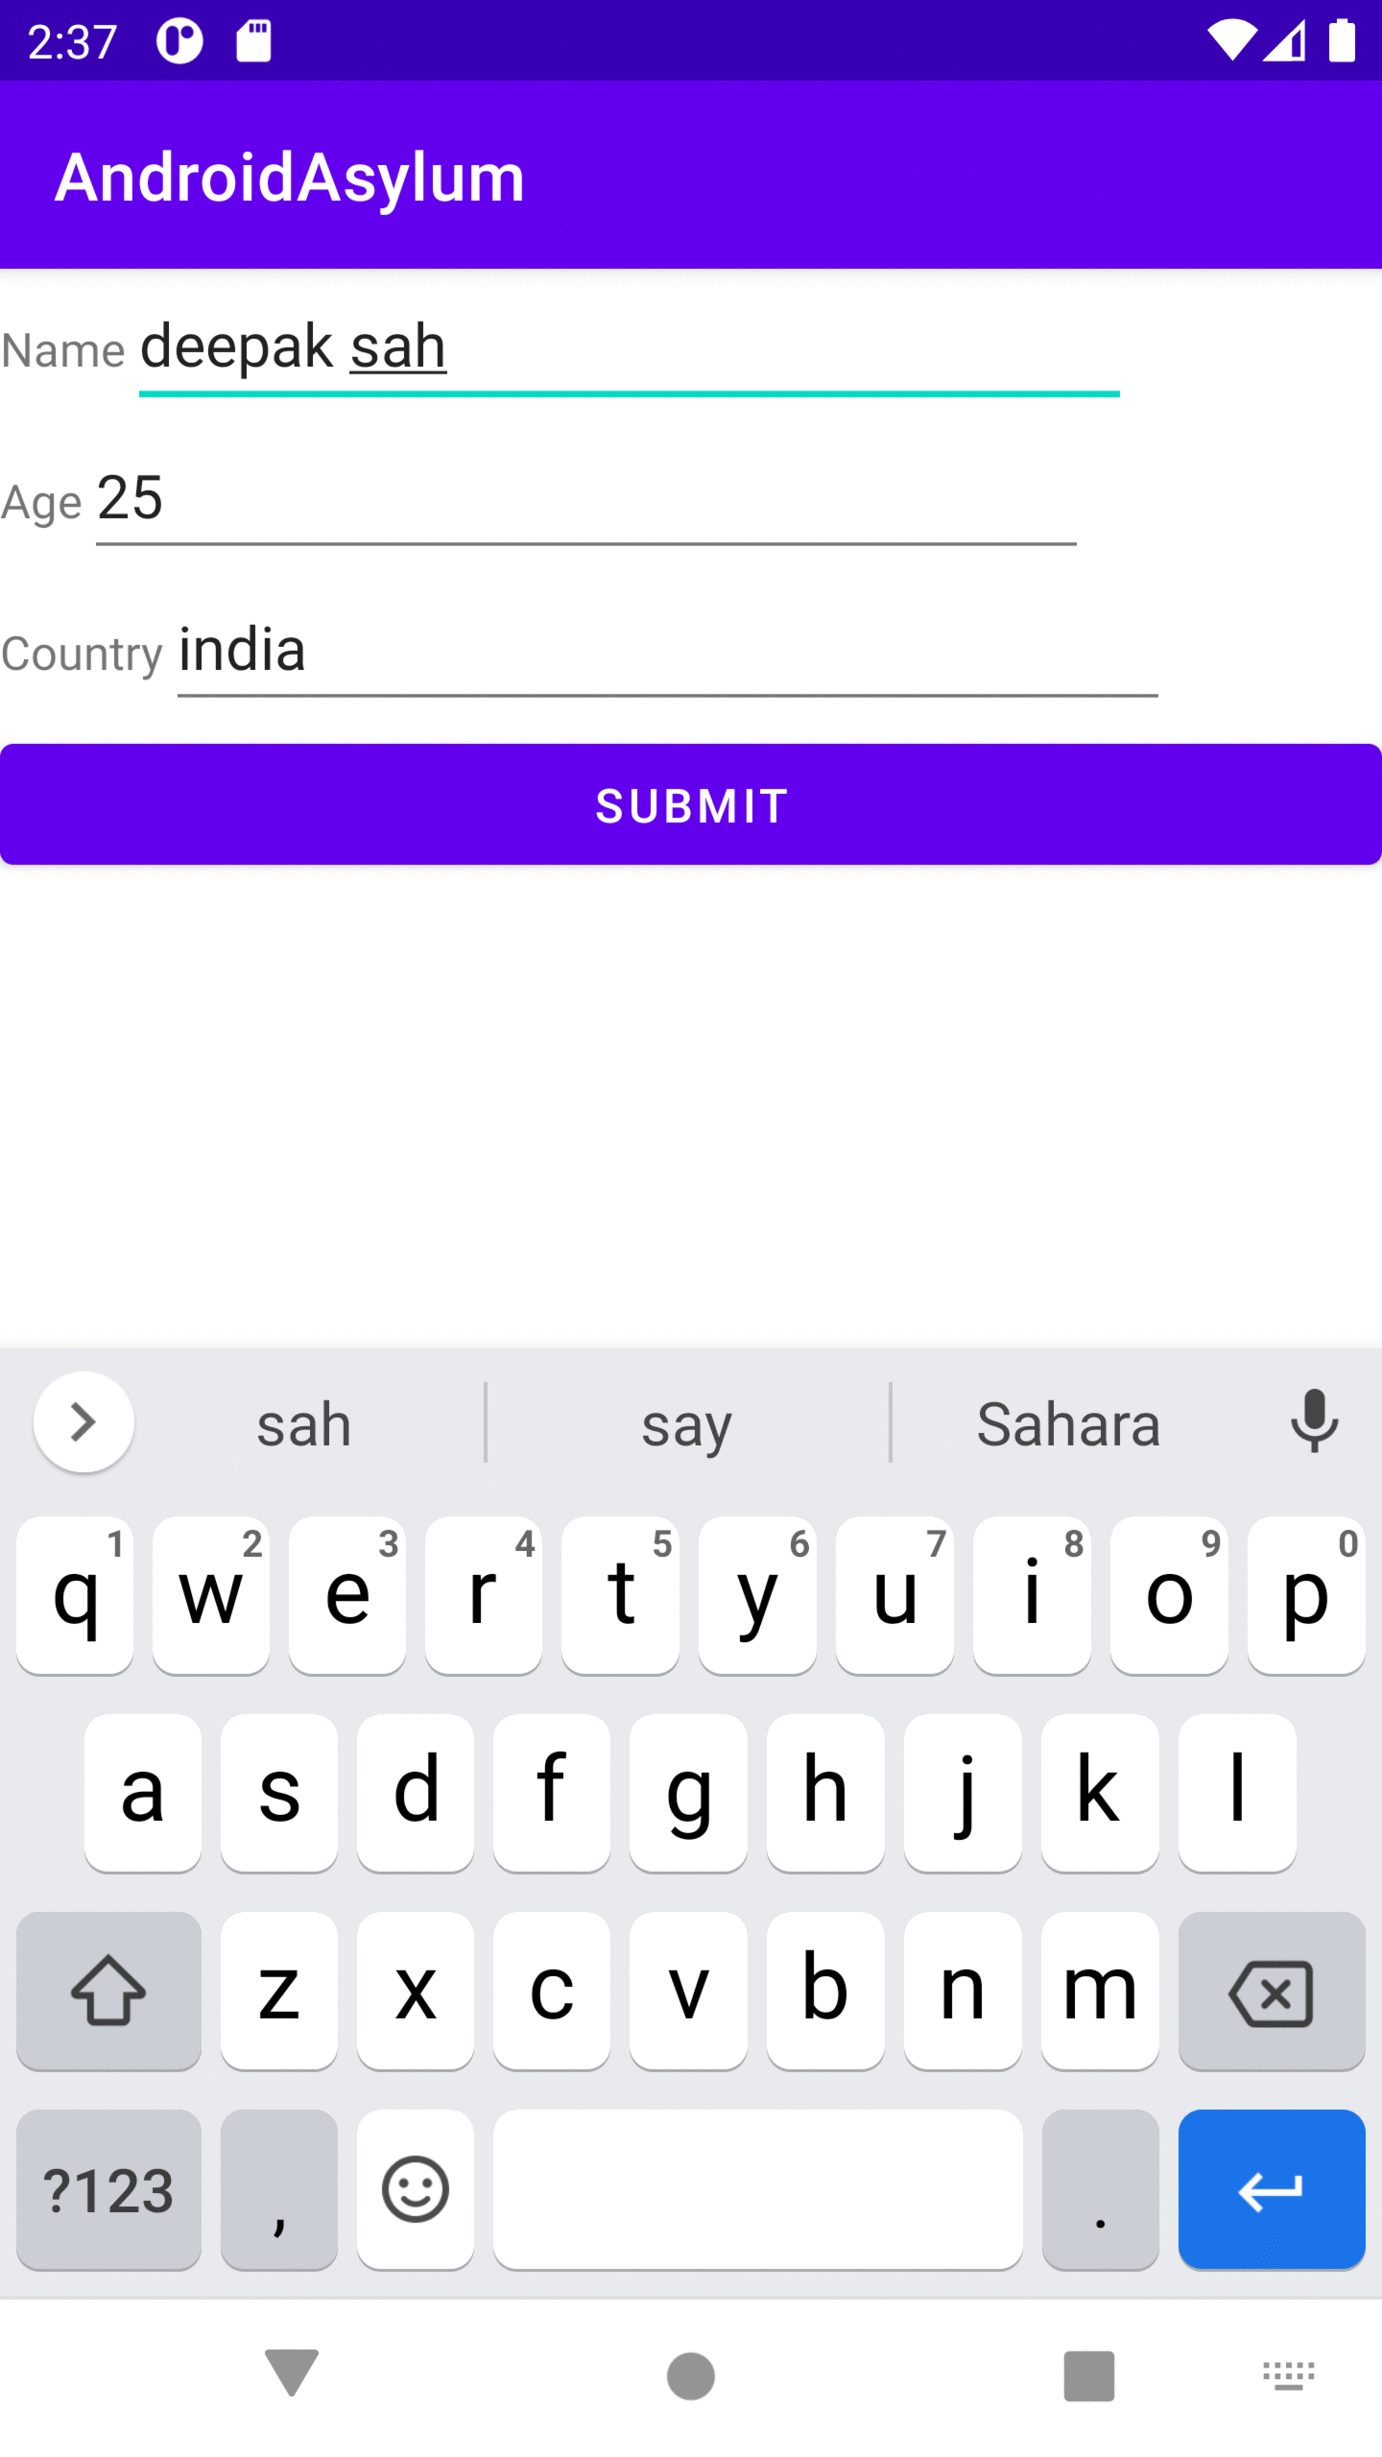 2:37
AndroidAsylum
Name deepak sah
Age 25
Country india
SUBMIT
sah say Sahara
1 2 3 4 5 6 7 8 9 0
q w e r t y u i o p
a s d f g h j k l
z x c v b n m
?123 , .